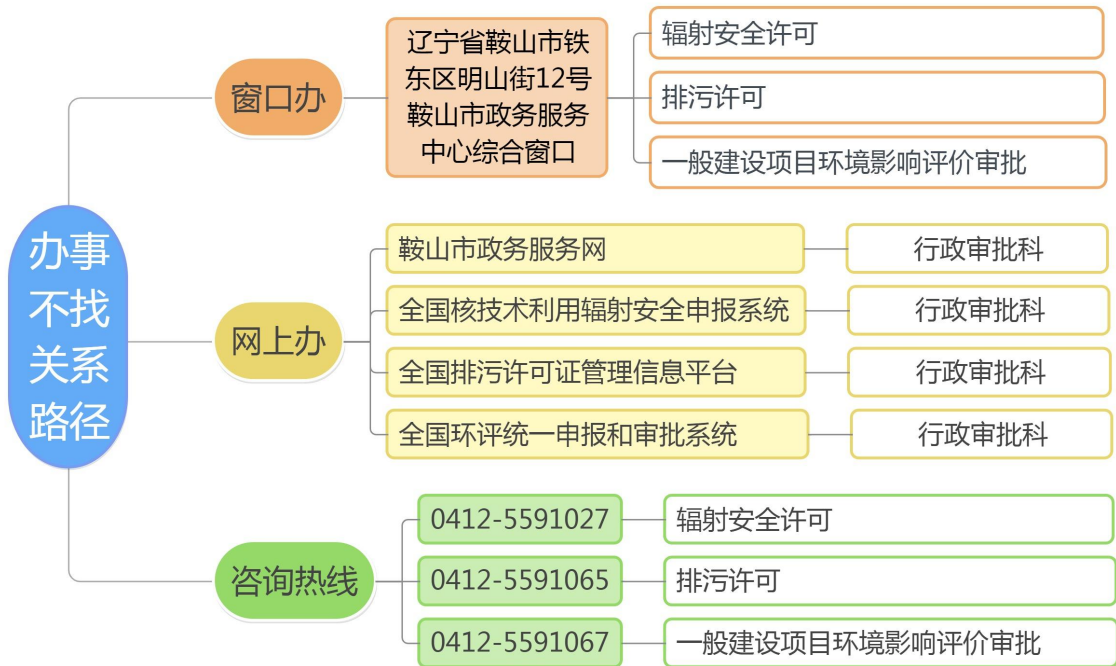 办事
不找
关系
路径
窗口办
辽宁省鞍山市铁
东区明山街12号
鞍山市政务服务
中心综合窗口
辐射安全许可
排污许可
一般建设项目环境影响评价审批
网上办
鞍山市政务服务网
行政审批科
全国核技术利用辐射安全申报系统
行政审批科
全国排污许可证管理信息平台
行政审批科
全国环评统一申报和审批系统
行政审批科
咨询热线
0412-5591027
辐射安全许可
0412-5591065
排污许可
0412-5591067
一般建设项目环境影响评价审批